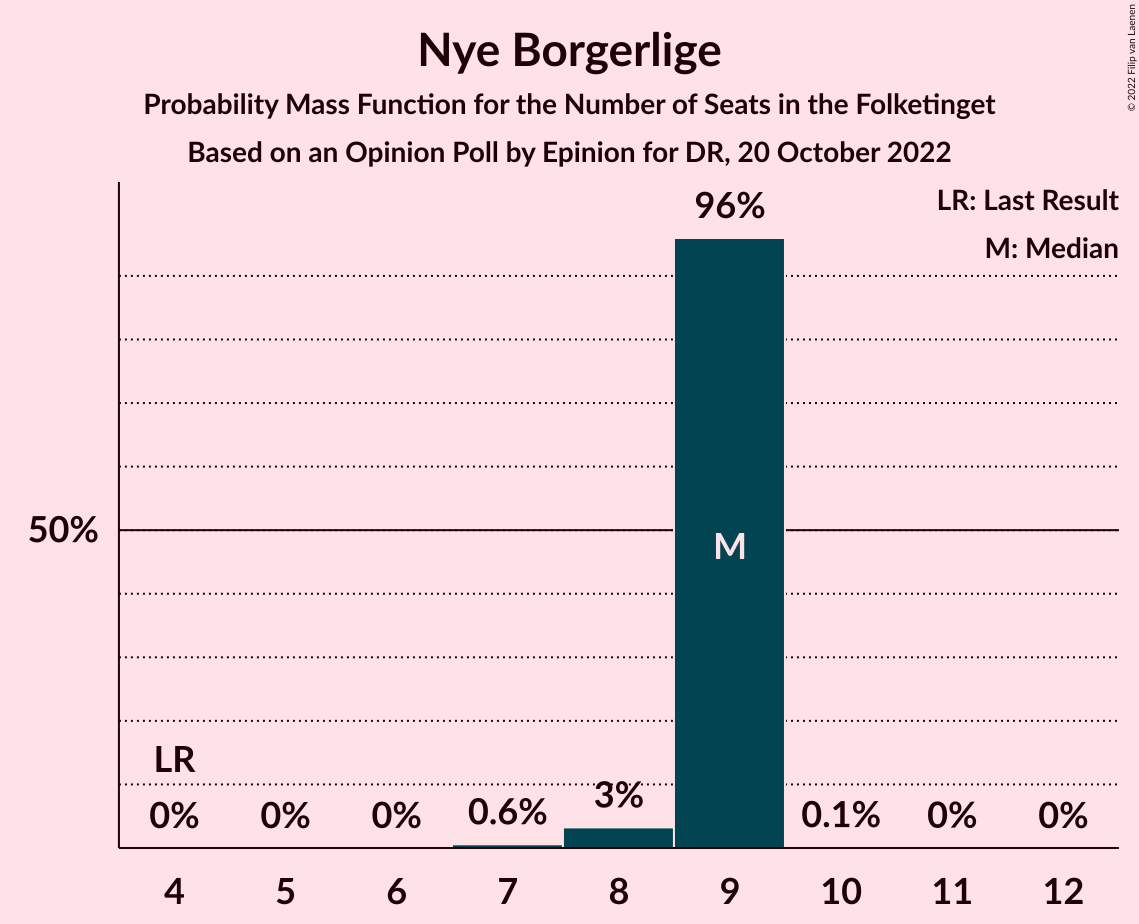 Nye Borgerlige
Probability Mass Function for the Number of Seats in the Folketinget
Based on an Opinion Poll by Epinion for DR, 20 October 2022
© 2022 Filip van Laenen
LR: Last Result
M: Median
96%
50%
M
LR
0%
0%
0%
0.6%
3%
0.1%
0%
0%
4
5
6
7
8
9
10
11
12